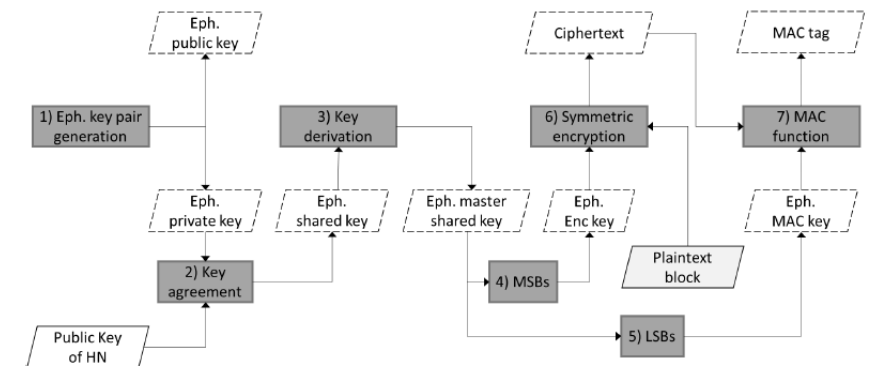 Eph.
public key
Ciphertext
MAC tag
1) Eph. key pair
generation
3) Key
derivation
6) Symmetric
encryption
7) MAC
function
Eph.
private key
Eph.
shared key
Eph. master
shared key
Eph.
Enc key
Eph.
MAC key
2) Key
agreement
4) MSBs
Plaintext
block
Public Key
of HN
5) LSBs